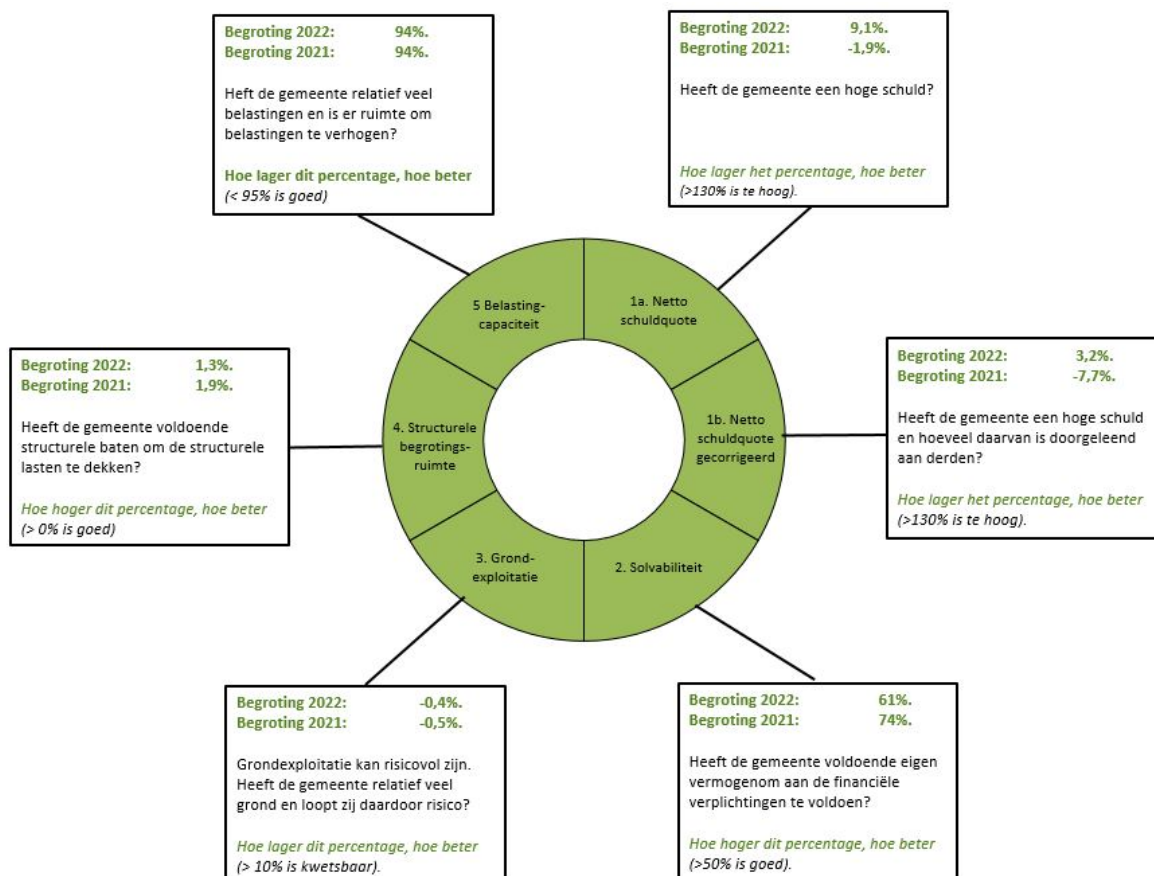 Begroting 2022: 94%.
Begroting 2021: 94%.
Heft de gemeente relatief veel
belastingen en is er ruimte om
belastingen te verhogen?
Hoe lager dit percentage, hoe beter
(< 95% is goed)
Begroting 2022: 9,1%.
Begroting 2021: -1,9%.
Heeft de gemeente een hoge schuld?
Hoe lager het percentage, hoe beter
(>130% is te hoog).
5 Belasting-
capaciteit
1a. Netto
schuldquote
Begroting 2022: 1,3%.
Begroting 2021: 1,9%.
Heeft de gemeente voldoende
structurele baten om de structurele
lasten te dekken?
Hoe hoger dit percentage, hoe beter
(> 0% is goed)
4. Structurele
begrotings-
ruimte
1b. Netto
schuldquote
gecorrigeerd
Begroting 2022: 3,2%.
Begroting 2021: -7,7%.
Heeft de gemeente een hoge schuld
en hoeveel daarvan is doorgeleend
aan derden?
Hoe lager het percentage, hoe beter
(>130% is te hoog).
3. Grond-
exploitatie
2. Solvabiliteit
Begroting 2022: -0,4%.
Begroting 2021: -0,5%.
Grondexploitatie kan risicovol zijn.
Heeft de gemeente relatief veel
grond en loopt zij daardoor risico?
Hoe lager dit percentage, hoe beter
(> 10% is kwetsbaar).
Begroting 2022: 61%.
Begroting 2021: 74%.
Heeft de gemeente voldoende eigen
vermogenom aan de financiële
verplichtingen te voldoen?
Hoe hoger dit percentage, hoe beter
(>50% is goed).